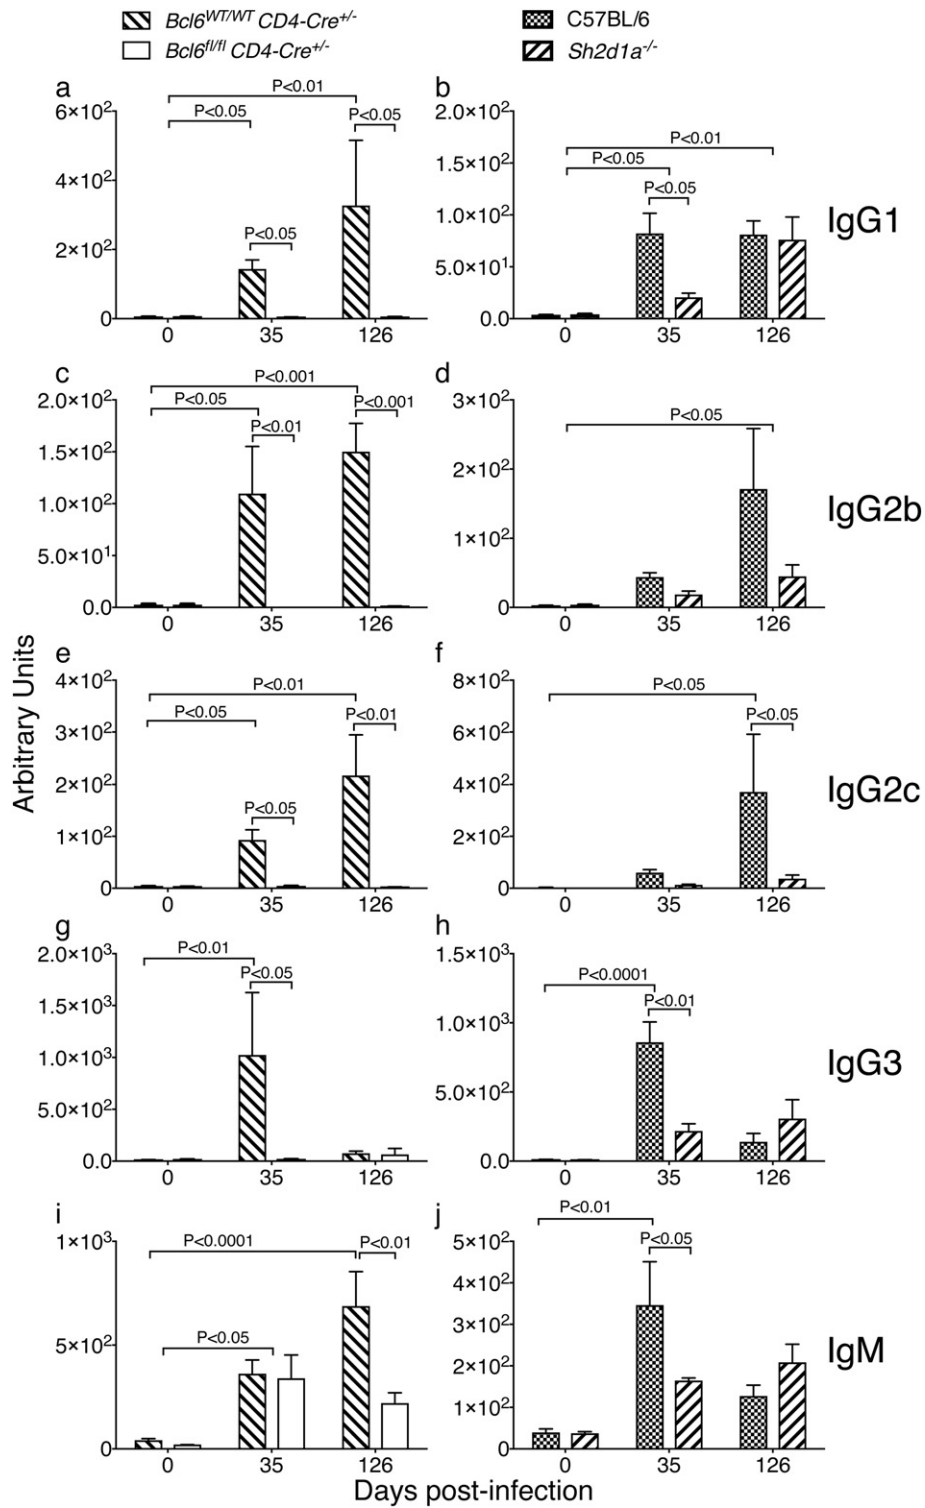 Bcl6WT/WT CD4-Cre+/-
Bcl6fl/fl CD4-Cre+/-
C57BL/6
Sh2d1a-/-
a
P<0.01
P<0.05
P<0.05
P<0.05
6×10²
4×10²
2×10²
0
0 35 126
b
P<0.01
P<0.05
P<0.05
2.0×10²
1.5×10²
1.0×10²
5.0×10¹
0.0
0 35 126
IgG1
c
P<0.001
P<0.05
P<0.001
P<0.01
2.0×10²
1.5×10²
1.0×10²
5.0×10¹
0.0
0 35 126
d
P<0.05
3×10²
2×10²
1×10²
0
0 35 126
IgG2b
e
P<0.01
P<0.05
P<0.01
P<0.05
4×10²
3×10²
2×10²
1×10²
0
0 35 126
f
P<0.05
P<0.05
8×10²
6×10²
4×10²
2×10²
0
0 35 126
IgG2c
g
P<0.01
P<0.05
2.0×10³
1.5×10³
1.0×10³
5.0×10²
0.0
0 35 126
h
P<0.0001
P<0.01
1.5×10³
1.0×10³
5.0×10²
0.0
0 35 126
IgG3
i
P<0.0001
P<0.01
P<0.05
1×10³
5×10²
0
0 35 126
j
P<0.01
P<0.05
5×10²
4×10²
3×10²
2×10²
1×10²
0
0 35 126
IgM
Arbitrary Units
Days post-infection